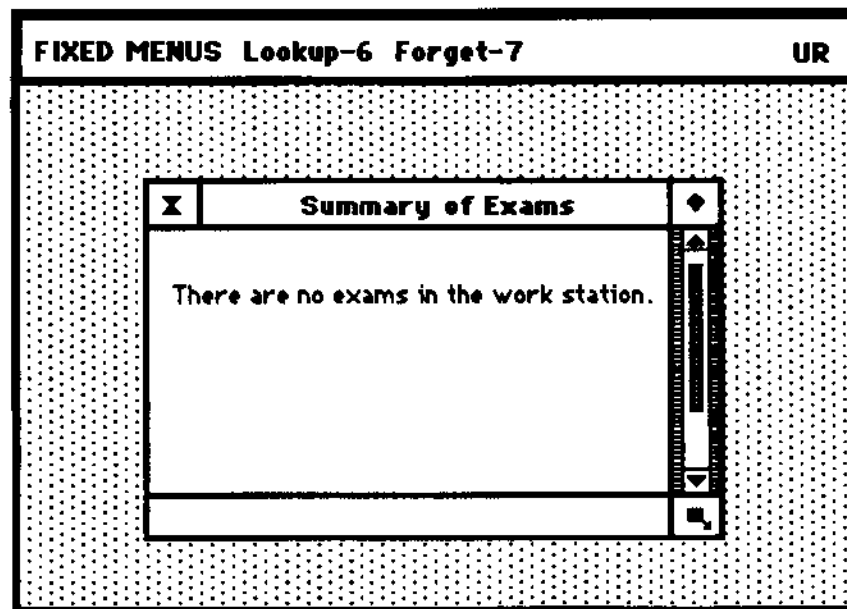 FIXED MENUS Lookup-6 Forget-7 UR
Summary of Exams
There are no exams in the work station.